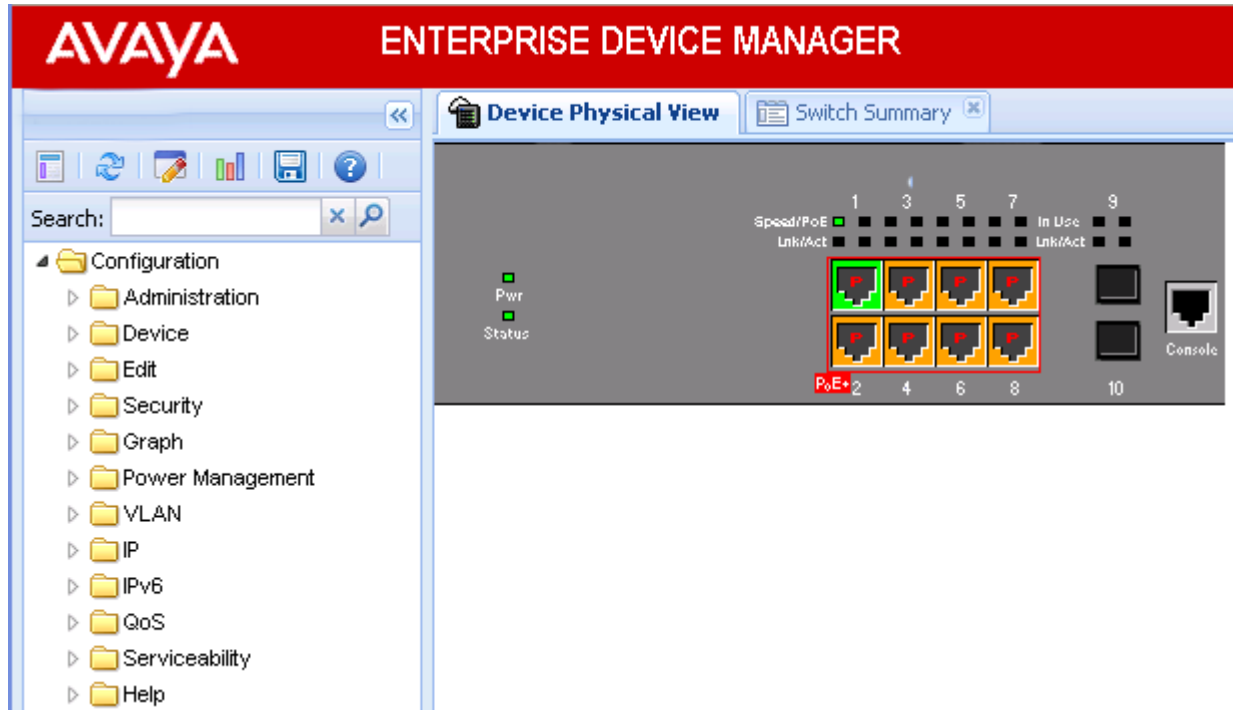 AVAYA
ENTERPRISE DEVICE MANAGER
Device Physical View
Switch Summary
Search:
Configuration
Administration
Device
Edit
Security
Graph
Power Management
VLAN
IP
IPv6
QoS
Serviceability
Help
1 3 5 7 9
Speed/PoE In Use
Lnk/Act Lnk/Act
Pwr
Status
P P P P
P P P P
Console
PoE+ 2 4 6 8 10